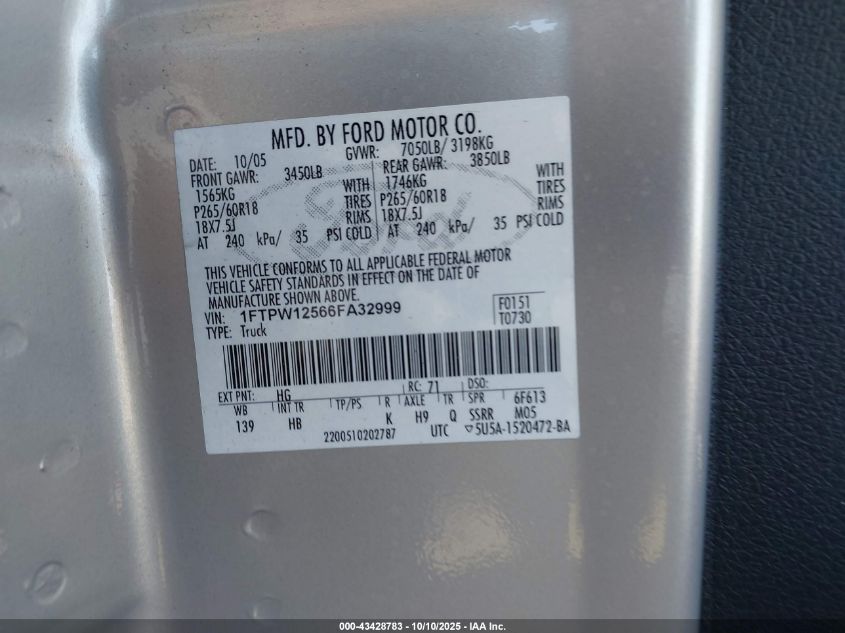 MFD. BY FORD MOTOR CO.
DATE: 10/05 GVWR: 7050LB/ 3198KG
FRONT GAWR: 3450LB REAR GAWR: 3850LB
1565KG WITH 1746KG WITH
P265/60R18 TIRES P265/60R18 TIRES
18X7.5J RIMS 18X7.5J RIMS
AT 240 kPa/ 35 PSI COLD AT 240 kPa/ 35 PSI COLD
THIS VEHICLE CONFORMS TO ALL APPLICABLE FEDERAL MOTOR
VEHICLE SAFETY STANDARDS IN EFFECT ON THE DATE OF
MANUFACTURE SHOWN ABOVE.
VIN: 1FTPW12566FA32999 F0151
TYPE: Truck T0730
EXT PNT: HG RC: 71 DSO:
WB INT TR TP/PS R AXLE TR SPR 6F613
139 HB K H9 Q SSRR M05
2200510202787 UTC ▽5U5A-1520472-BA
Ford
000-43428783 - 10/10/2025 - IAA Inc.